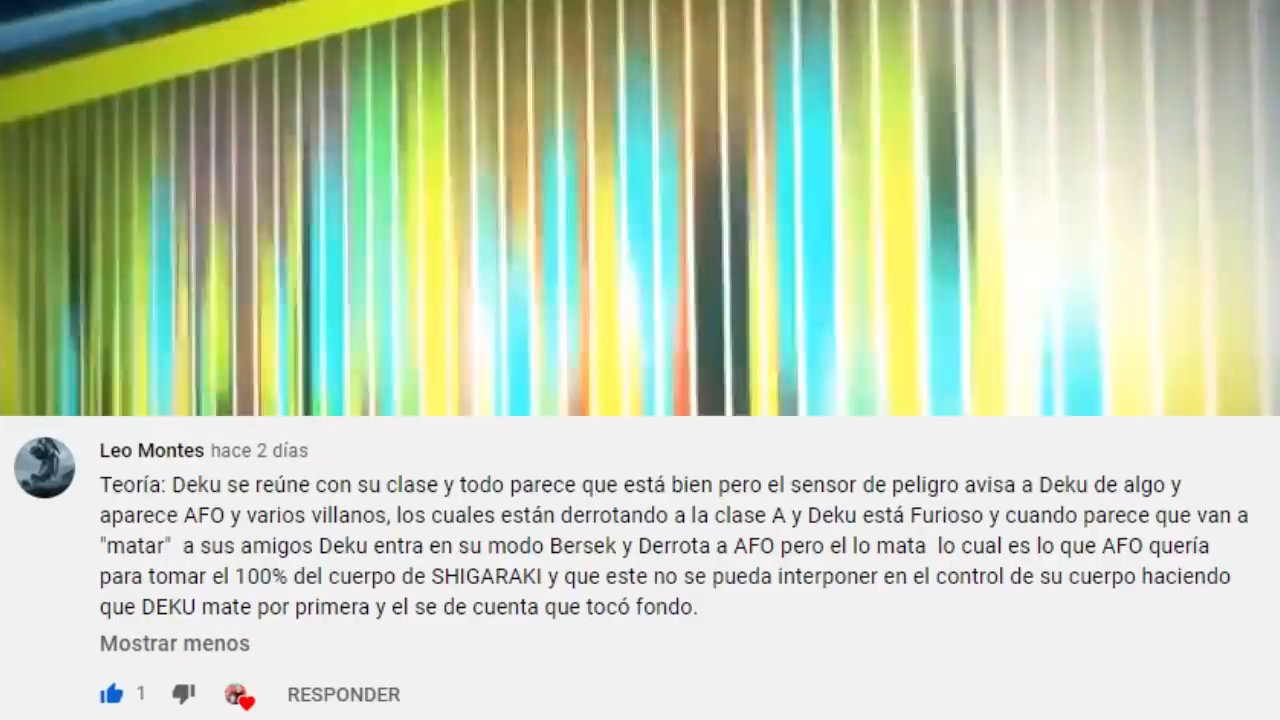 Leo Montes hace 2 días
Teoría: Deku se reúne con su clase y todo parece que está bien pero el sensor de peligro avisa a Deku de algo y
aparece AFO y varios villanos, los cuales están derrotando a la clase A y Deku está Furioso y cuando parece que van a
"matar"  a sus amigos Deku entra en su modo Bersek y Derrota a AFO pero el lo mata  lo cual es lo que AFO quería
para tomar el 100% del cuerpo de SHIGARAKI y que este no se pueda interponer en el control de su cuerpo haciendo
que DEKU mate por primera y el se de cuenta que tocó fondo.
Mostrar menos
1 RESPONDER